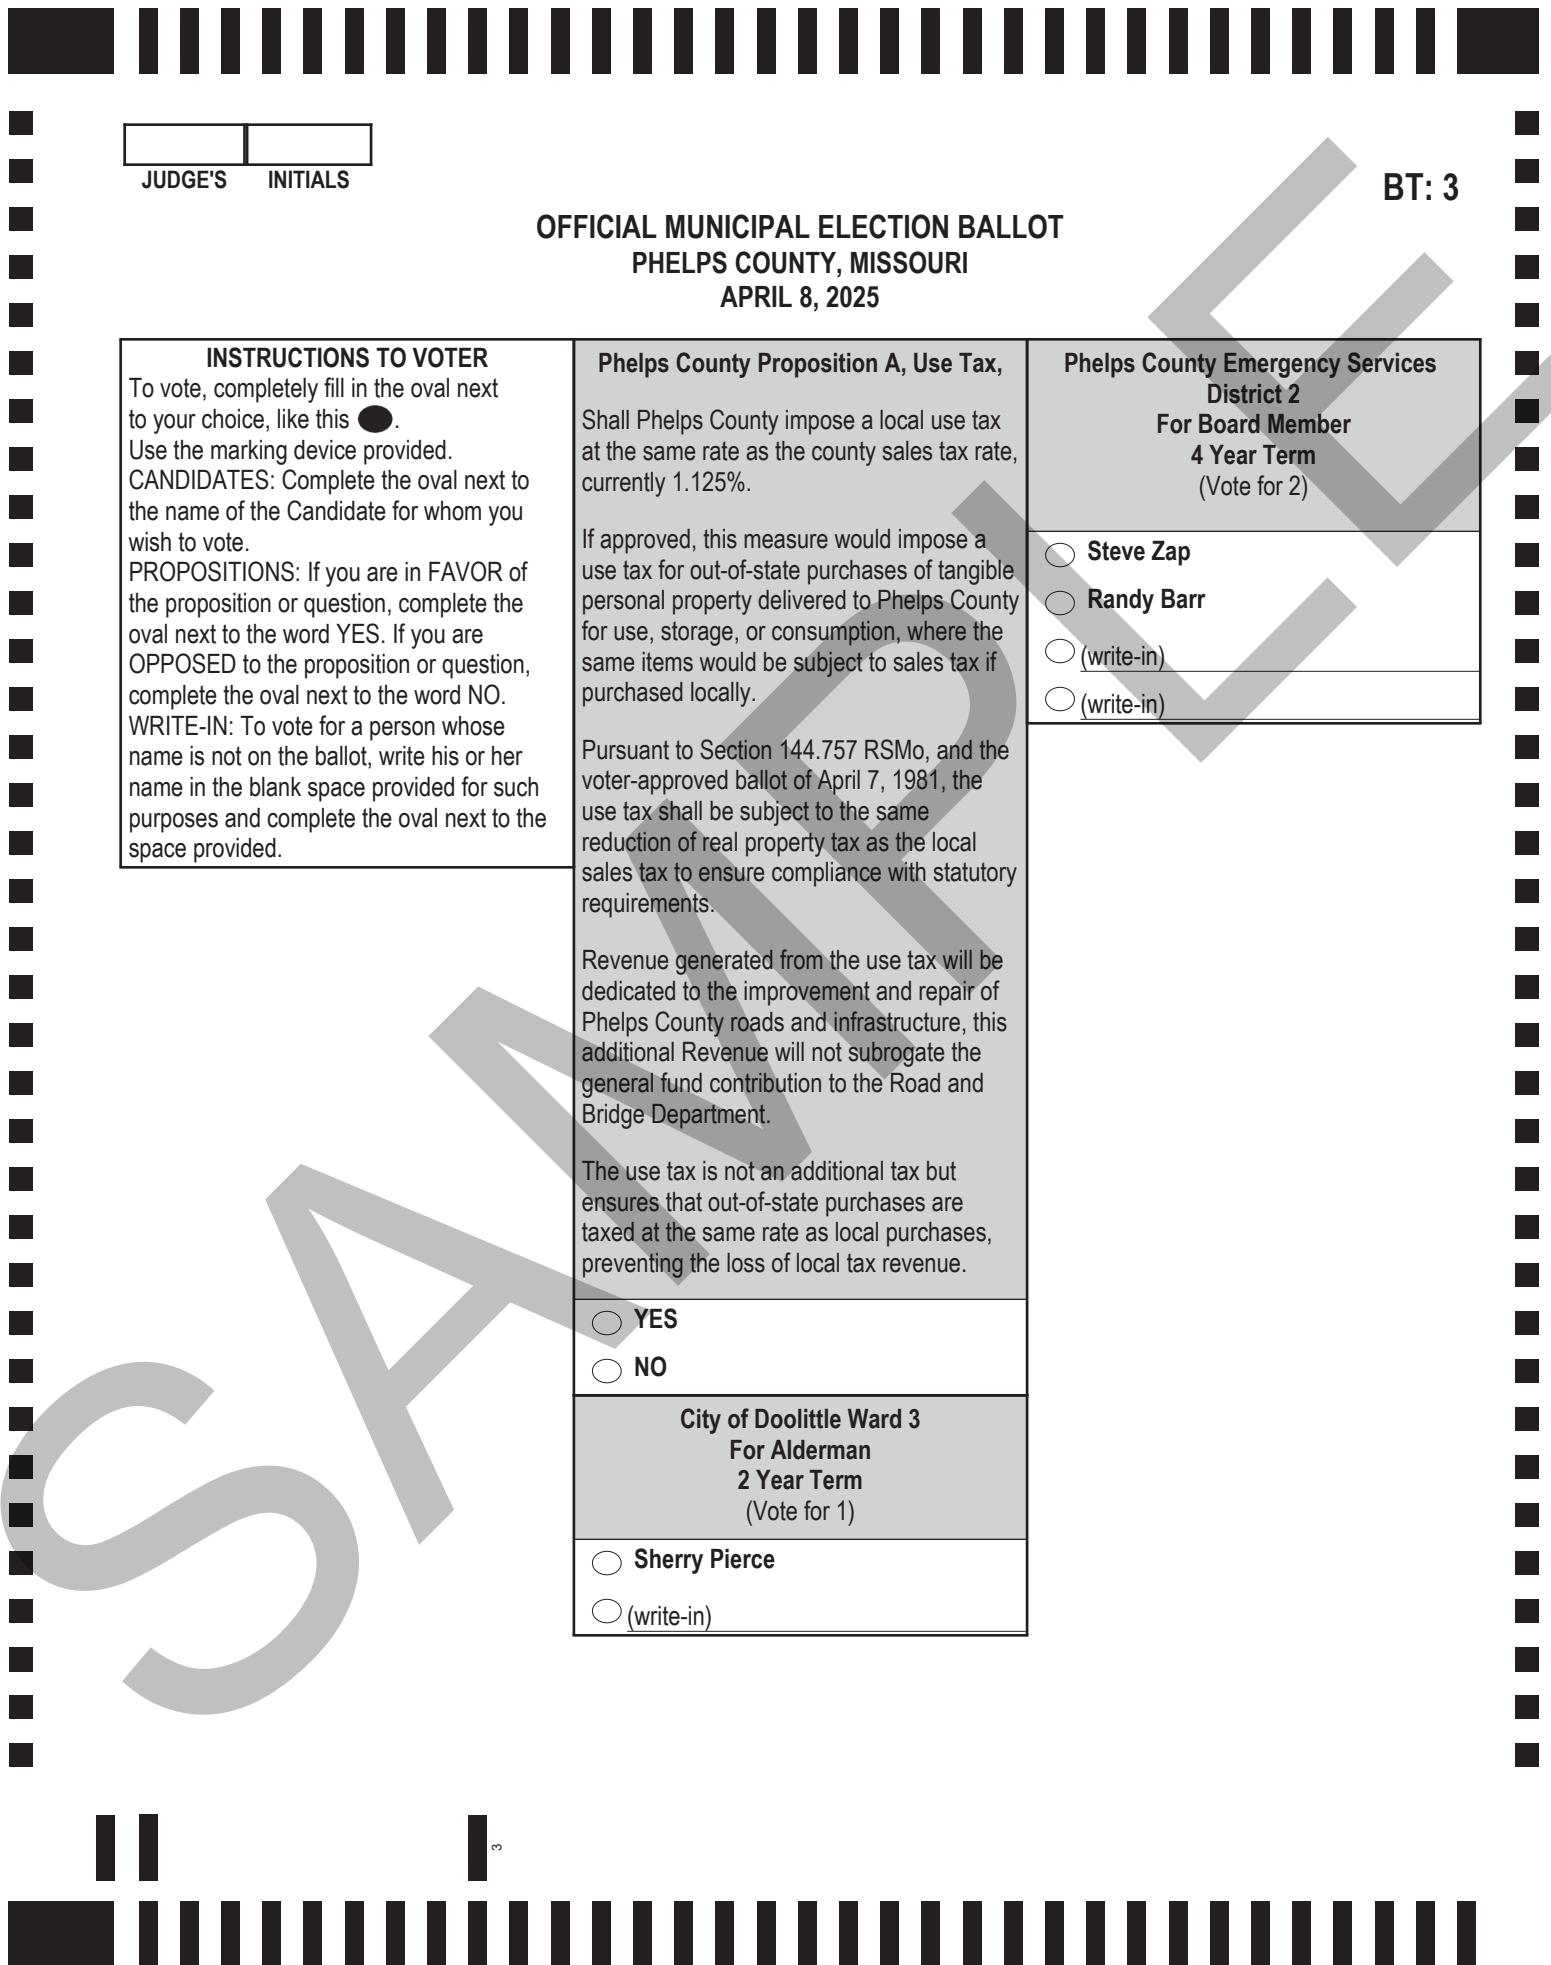 JUDGE'S INITIALS
BT: 3
OFFICIAL MUNICIPAL ELECTION BALLOT
PHELPS COUNTY, MISSOURI
APRIL 8, 2025
INSTRUCTIONS TO VOTER
To vote, completely fill in the oval next
to your choice, like this .
Use the marking device provided.
CANDIDATES: Complete the oval next to
the name of the Candidate for whom you
wish to vote.
PROPOSITIONS: If you are in FAVOR of
the proposition or question, complete the
oval next to the word YES. If you are
OPPOSED to the proposition or question,
complete the oval next to the word NO.
WRITE-IN: To vote for a person whose
name is not on the ballot, write his or her
name in the blank space provided for such
purposes and complete the oval next to the
space provided.
Phelps County Proposition A, Use Tax,
Shall Phelps County impose a local use tax
at the same rate as the county sales tax rate,
currently 1.125%.
If approved, this measure would impose a
use tax for out-of-state purchases of tangible
personal property delivered to Phelps County
for use, storage, or consumption, where the
same items would be subject to sales tax if
purchased locally.
Pursuant to Section 144.757 RSMo, and the
voter-approved ballot of April 7, 1981, the
use tax shall be subject to the same
reduction of real property tax as the local
sales tax to ensure compliance with statutory
requirements.
Revenue generated from the use tax will be
dedicated to the improvement and repair of
Phelps County roads and infrastructure, this
additional Revenue will not subrogate the
general fund contribution to the Road and
Bridge Department.
The use tax is not an additional tax but
ensures that out-of-state purchases are
taxed at the same rate as local purchases,
preventing the loss of local tax revenue.
YES
NO
City of Doolittle Ward 3
For Alderman
2 Year Term
(Vote for 1)
Sherry Pierce
(write-in)
Phelps County Emergency Services
District 2
For Board Member
4 Year Term
(Vote for 2)
Steve Zap
Randy Barr
(write-in)
(write-in)
SAMPLE
3